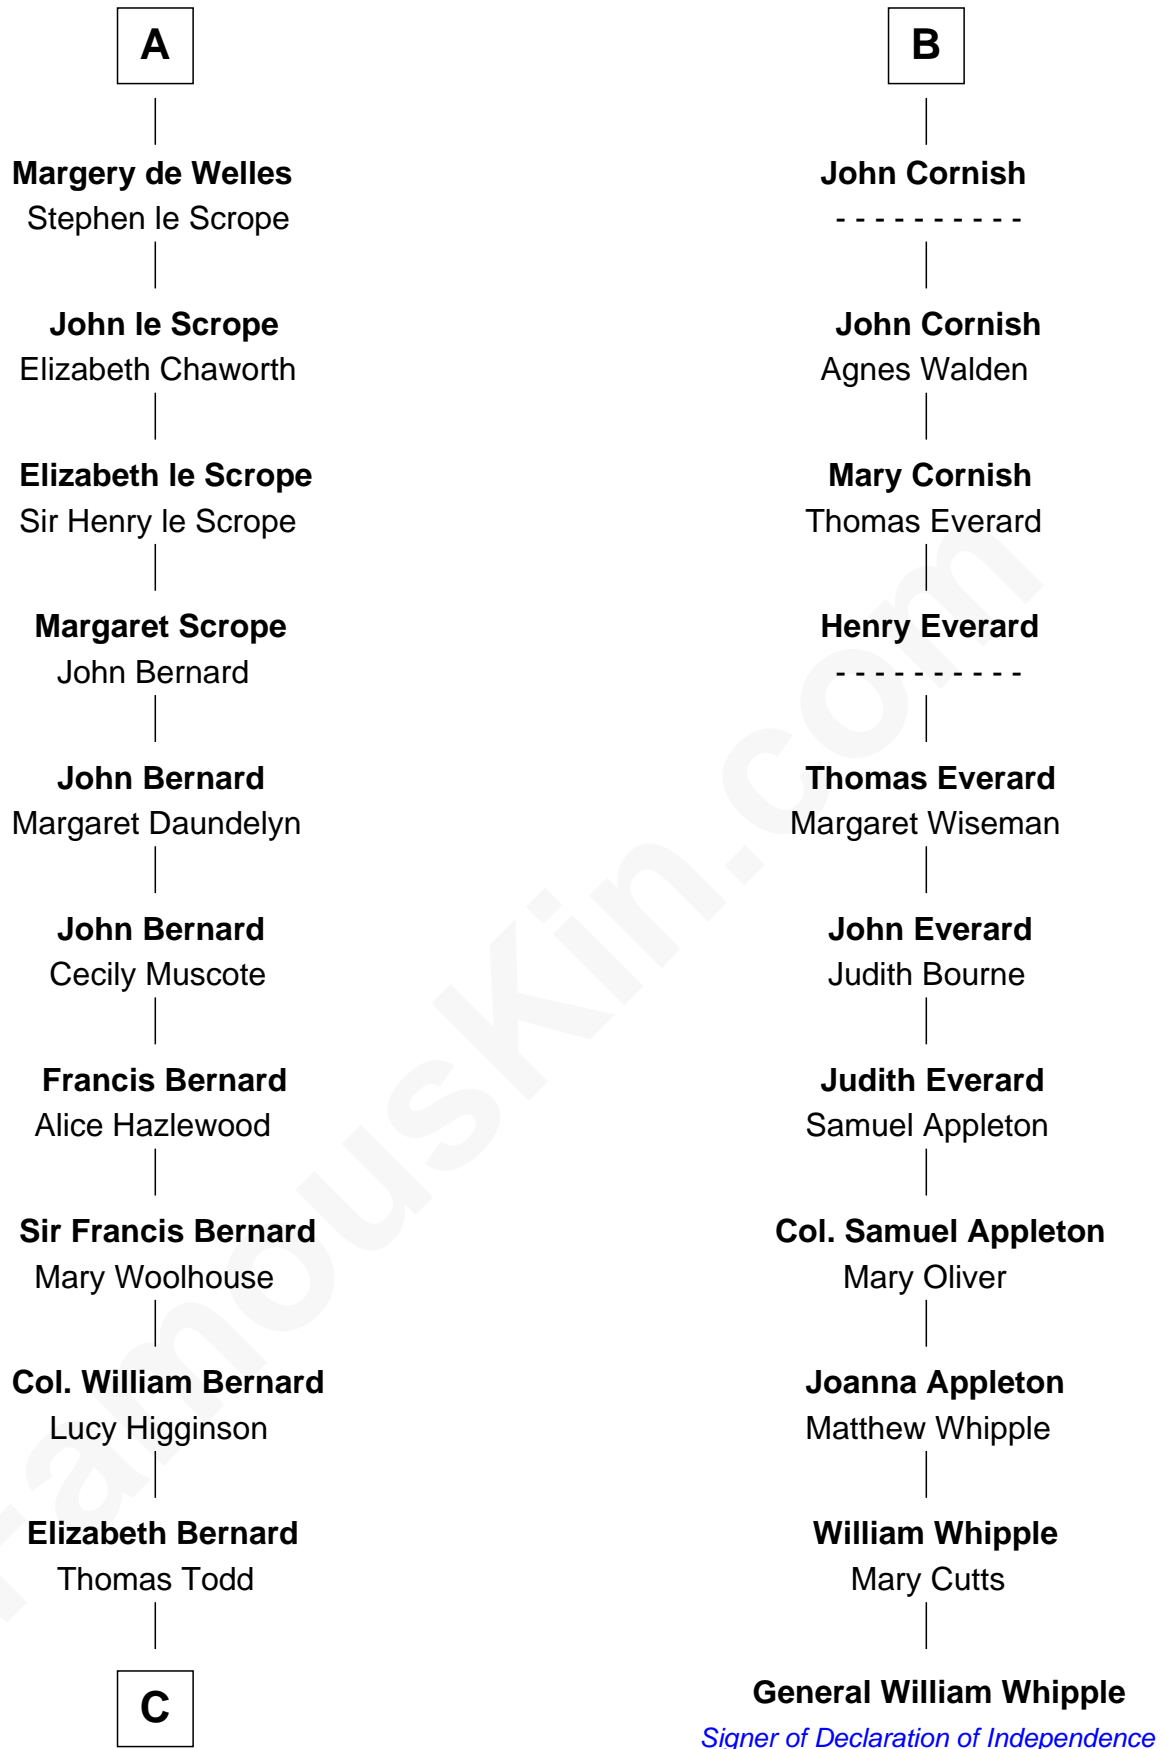 A
Margery de Welles
Stephen le Scrope
John le Scrope
Elizabeth Chaworth
Elizabeth le Scrope
Sir Henry le Scrope
Margaret Scrope
John Bernard
John Bernard
Margaret Daundelyn
John Bernard
Cecily Muscote
Francis Bernard
Alice Hazlewood
Sir Francis Bernard
Mary Woolhouse
Col. William Bernard
Lucy Higginson
Elizabeth Bernard
Thomas Todd
C
B
John Cornish
- - - - - - - - - -
John Cornish
Agnes Walden
Mary Cornish
Thomas Everard
Henry Everard
- - - - - - - - - -
Thomas Everard
Margaret Wiseman
John Everard
Judith Bourne
Judith Everard
Samuel Appleton
Col. Samuel Appleton
Mary Oliver
Joanna Appleton
Matthew Whipple
William Whipple
Mary Cutts
General William Whipple
Signer of Declaration of Independence
FamousKin.com